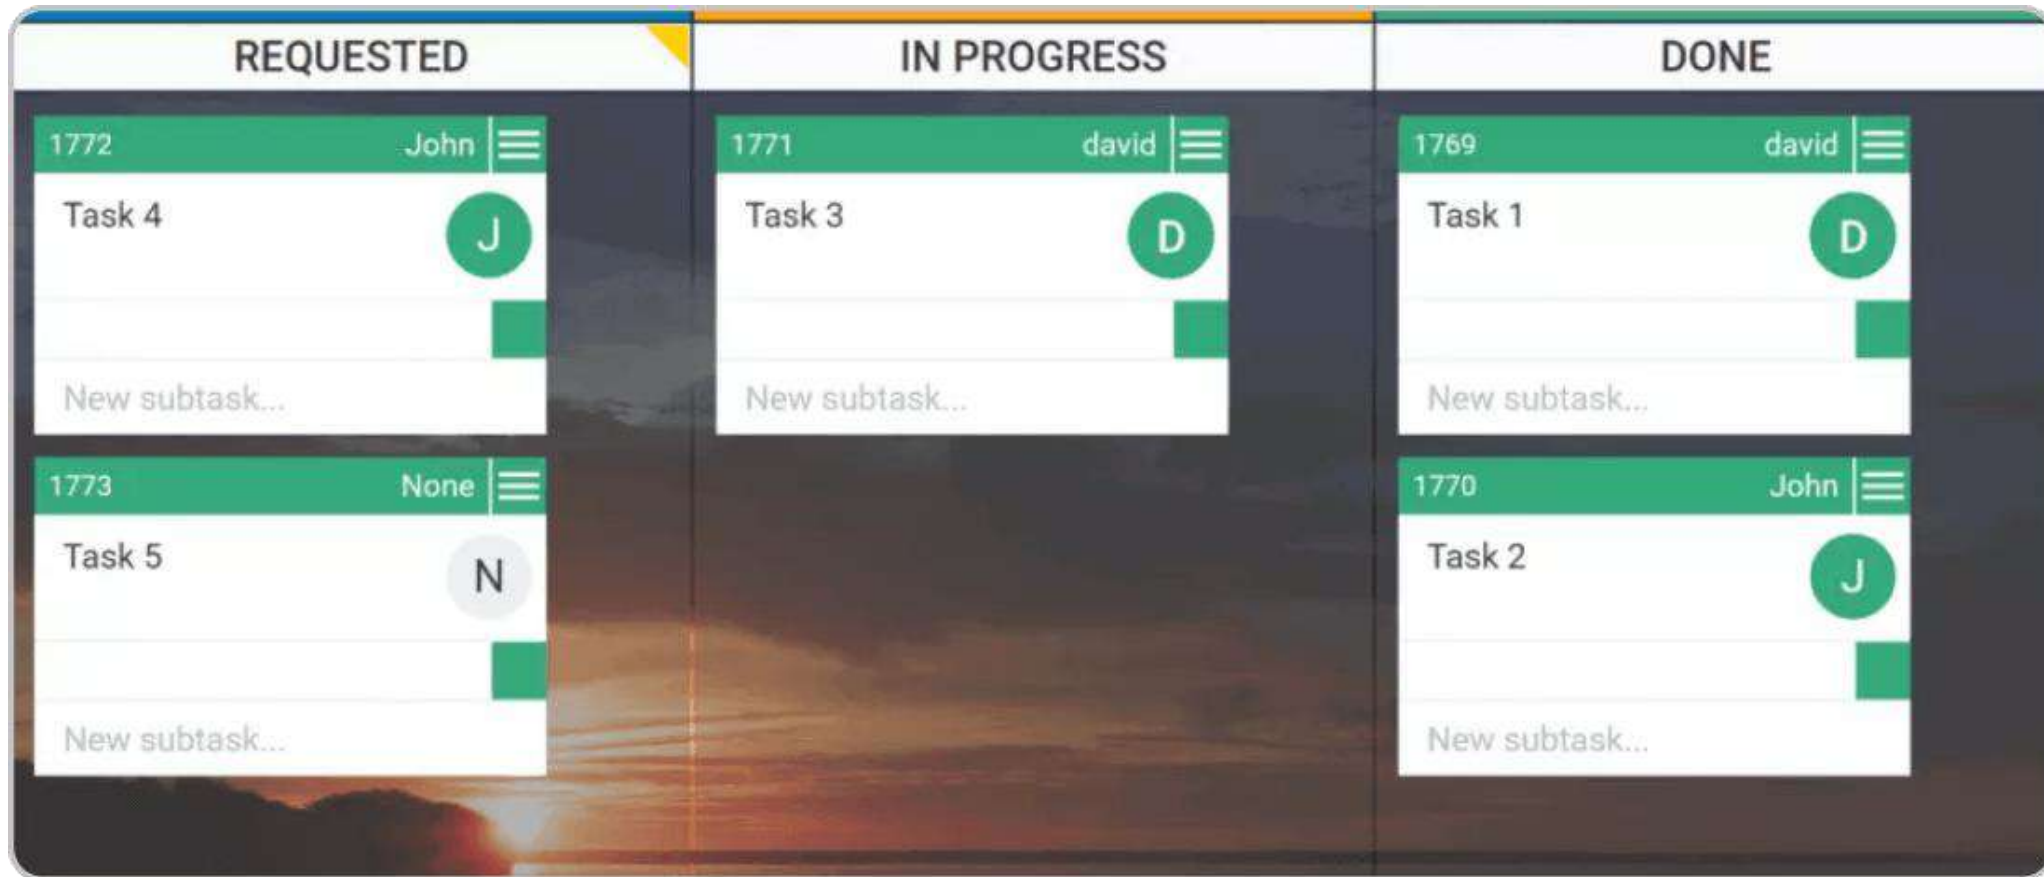 REQUESTED
IN PROGRESS
DONE
1772 John
Task 4
J
New subtask...
1773 None
Task 5
N
New subtask...
1771 david
Task 3
D
New subtask...
1769 david
Task 1
D
New subtask...
1770 John
Task 2
J
New subtask...